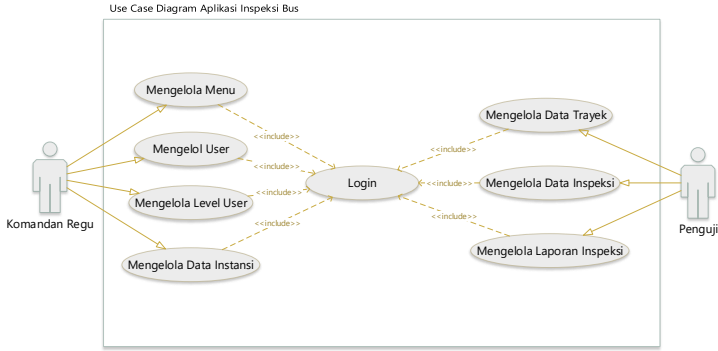 Use Case Diagram Aplikasi Inspeksi Bus
Mengelola Menu
<<include>>
Mengelola Data Trayek
Mengelol User
<<include>>
<<include>>
Login
Mengelola Data Inspeksi
<<include>>
Komandan Regu
Mengelola Level User
<<include>>
<<include>>
<<include>>
Penguji
Mengelola Data Instansi
Mengelola Laporan Inspeksi